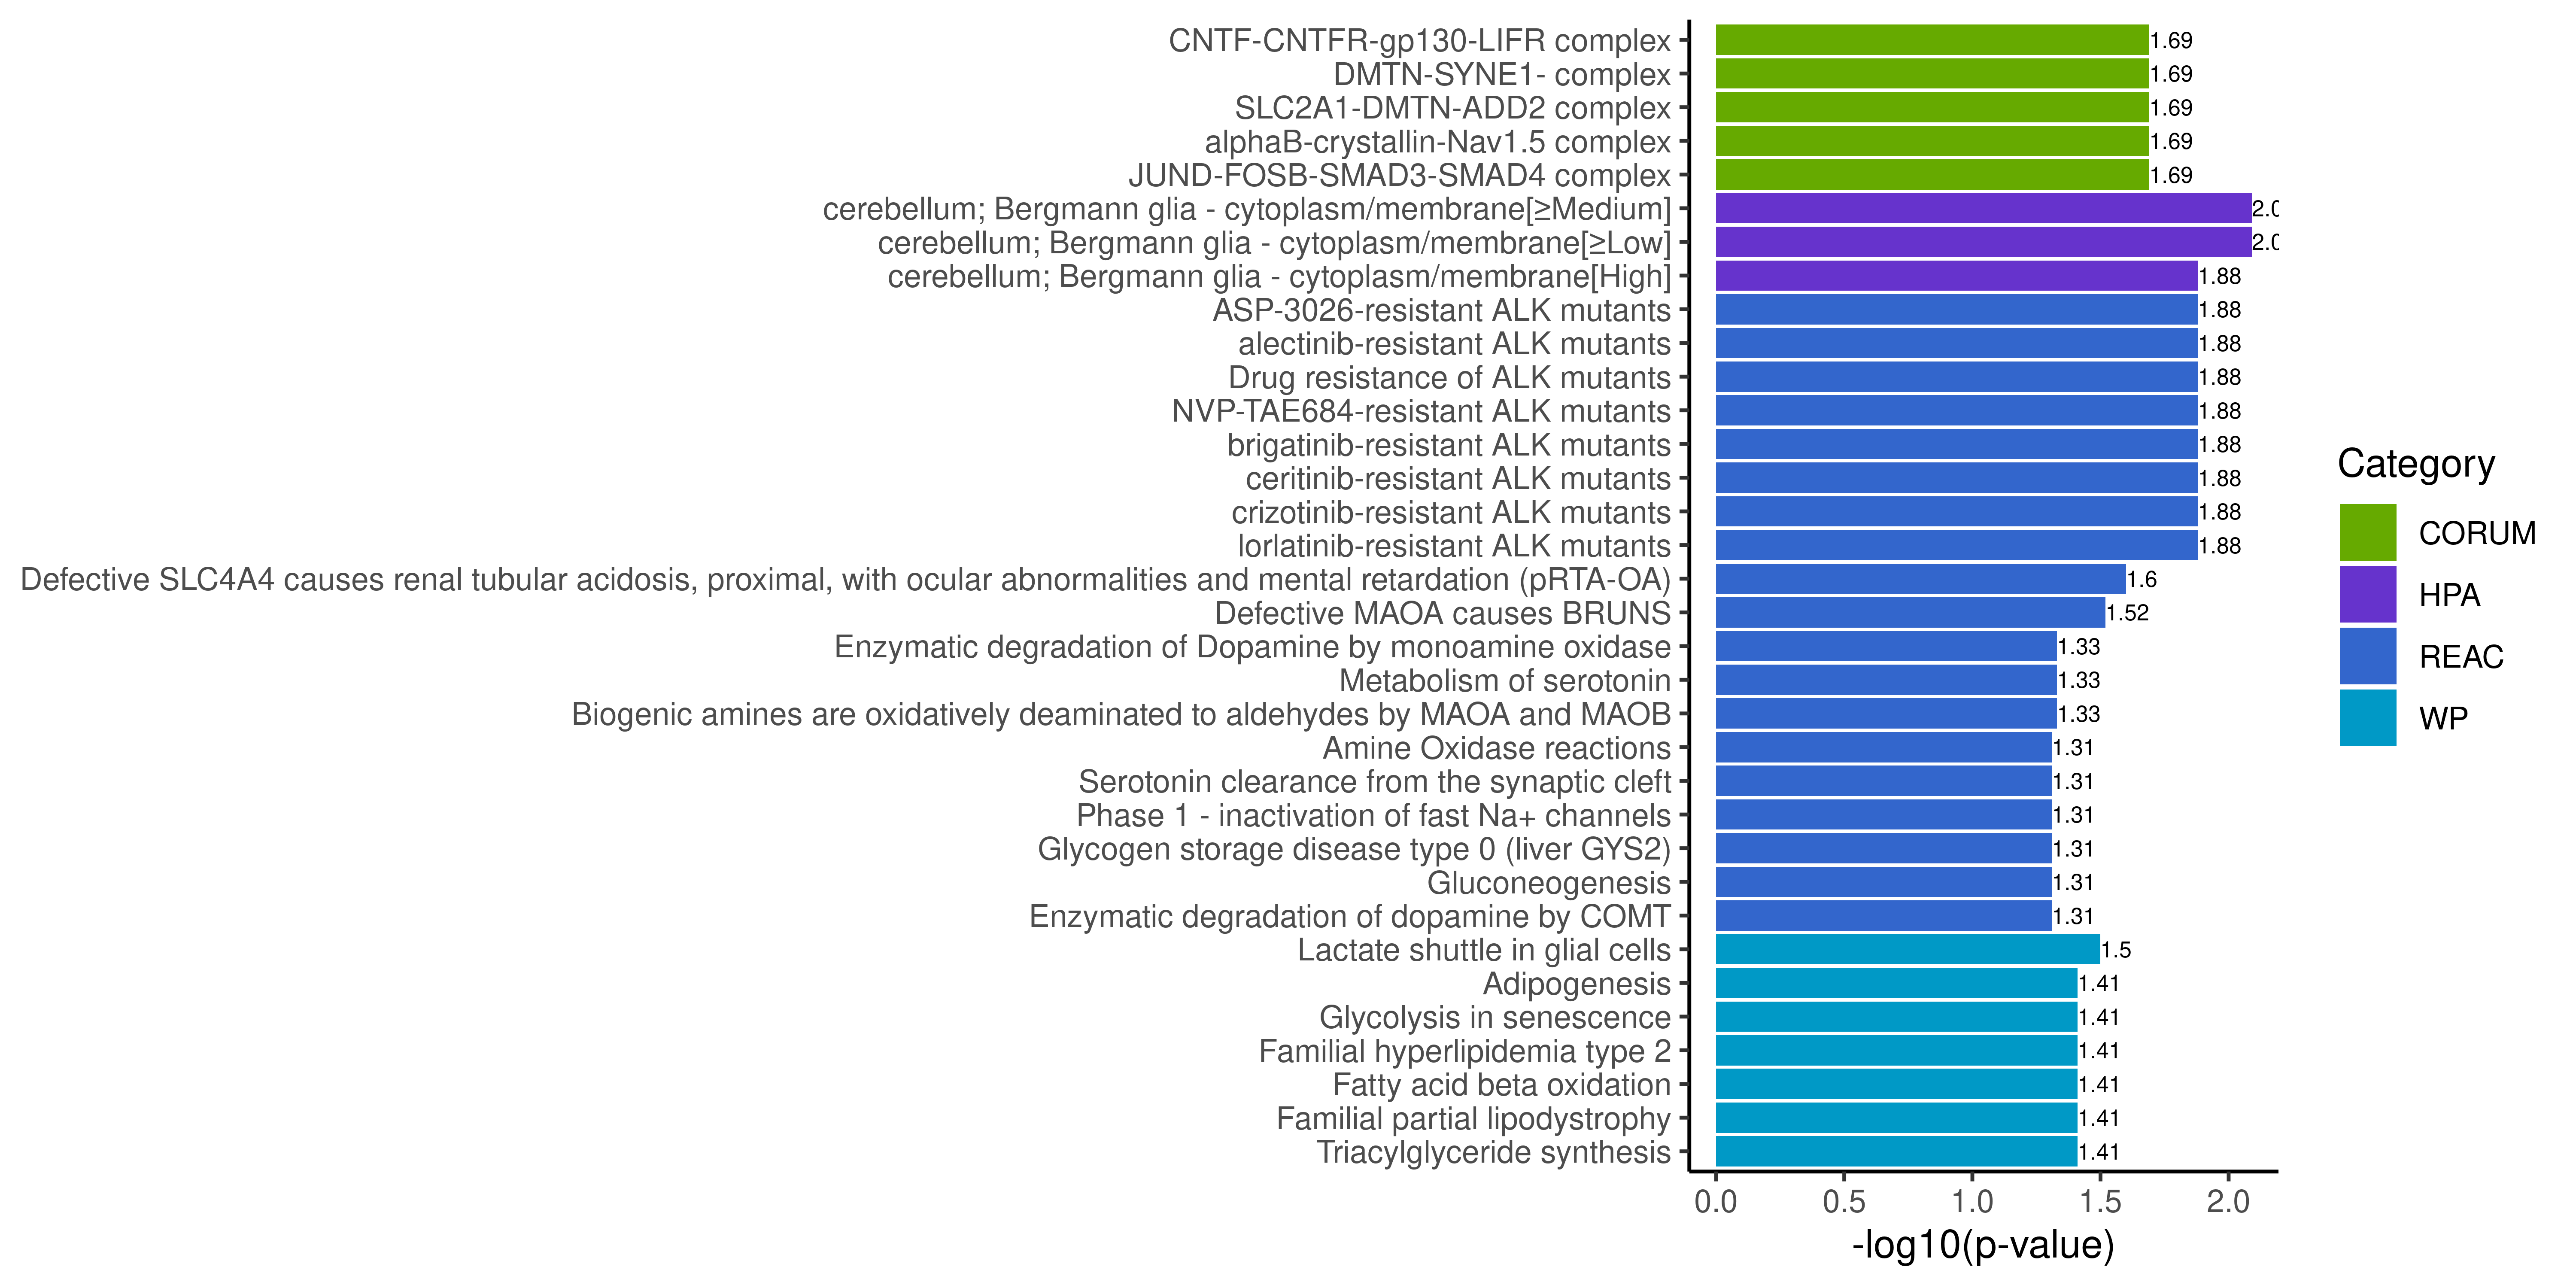 CNTF-CNTFR-gp130-LIFR complex 1.69
DMTN-SYNE1- complex 1.69
SLC2A1-DMTN-ADD2 complex 1.69
alphaB-crystallin-Nav1.5 complex 1.69
JUND-FOSB-SMAD3-SMAD4 complex 1.69
cerebellum; Bergmann glia - cytoplasm/membrane[≥Medium]
cerebellum; Bergmann glia - cytoplasm/membrane[≥Low]
cerebellum; Bergmann glia - cytoplasm/membrane[High] 1.88
ASP-3026-resistant ALK mutants 1.88
alectinib-resistant ALK mutants 1.88
Drug resistance of ALK mutants 1.88
NVP-TAE684-resistant ALK mutants 1.88
brigatinib-resistant ALK mutants 1.88
ceritinib-resistant ALK mutants 1.88
crizotinib-resistant ALK mutants 1.88
lorlatinib-resistant ALK mutants 1.88
Defective SLC4A4 causes renal tubular acidosis, proximal, with ocular abnormalities and mental retardation (pRTA-OA) 1.6
Defective MAOA causes BRUNS 1.52
Enzymatic degradation of Dopamine by monoamine oxidase 1.33
Metabolism of serotonin 1.33
Biogenic amines are oxidatively deaminated to aldehydes by MAOA and MAOB 1.33
Amine Oxidase reactions 1.31
Serotonin clearance from the synaptic cleft 1.31
Phase 1 - inactivation of fast Na+ channels 1.31
Glycogen storage disease type 0 (liver GYS2) 1.31
Gluconeogenesis 1.31
Enzymatic degradation of dopamine by COMT 1.31
Lactate shuttle in glial cells 1.5
Adipogenesis 1.41
Glycolysis in senescence 1.41
Familial hyperlipidemia type 2 1.41
Fatty acid beta oxidation 1.41
Familial partial lipodystrophy 1.41
Triacylglyceride synthesis 1.41
0.0 0.5 1.0 1.5 2.0
-log10(p-value)
Category
CORUM
HPA
REAC
WP